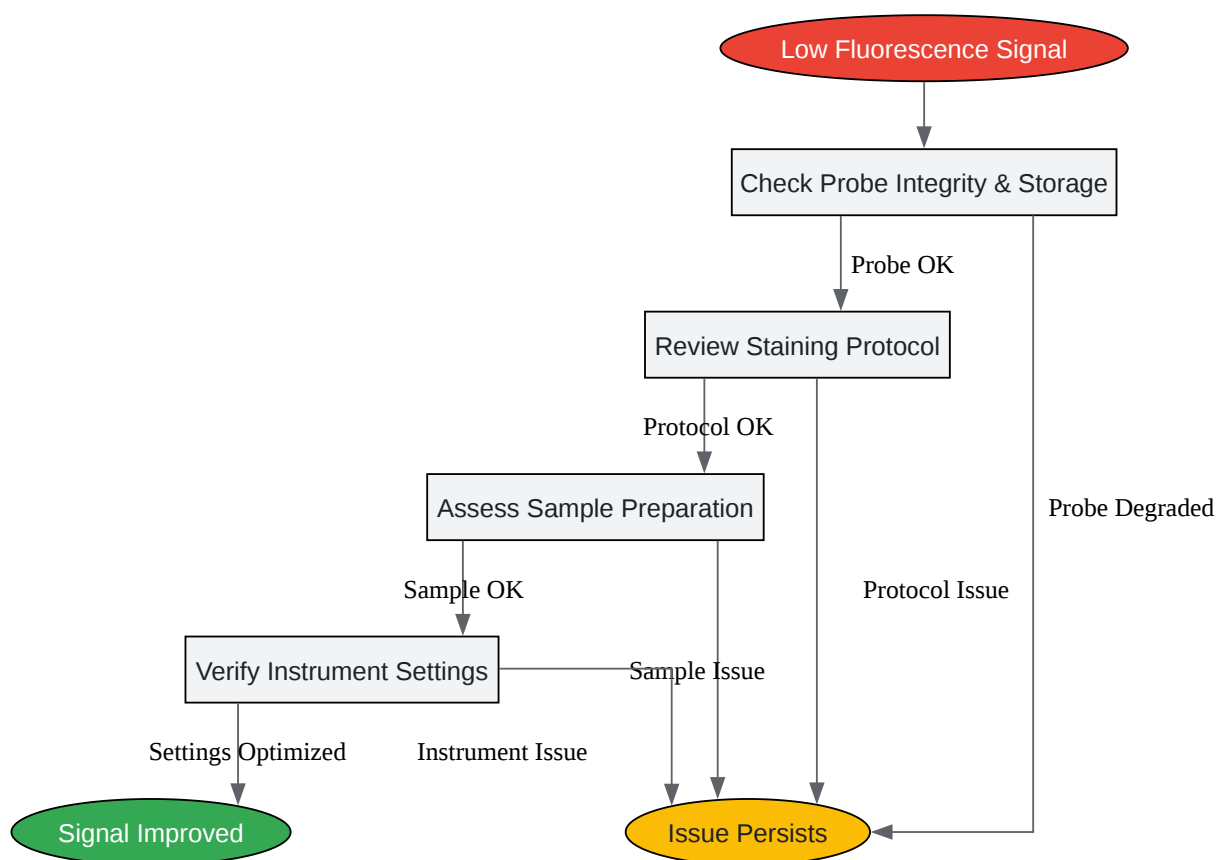 Low Fluorescence Signal
Check Probe Integrity & Storage
Probe OK
Review Staining Protocol
Protocol OK
Assess Sample Preparation
Probe Degraded
Sample OK
Protocol Issue
Verify Instrument Settings
Sample Issue
Settings Optimized
Instrument Issue
Signal Improved
Issue Persists